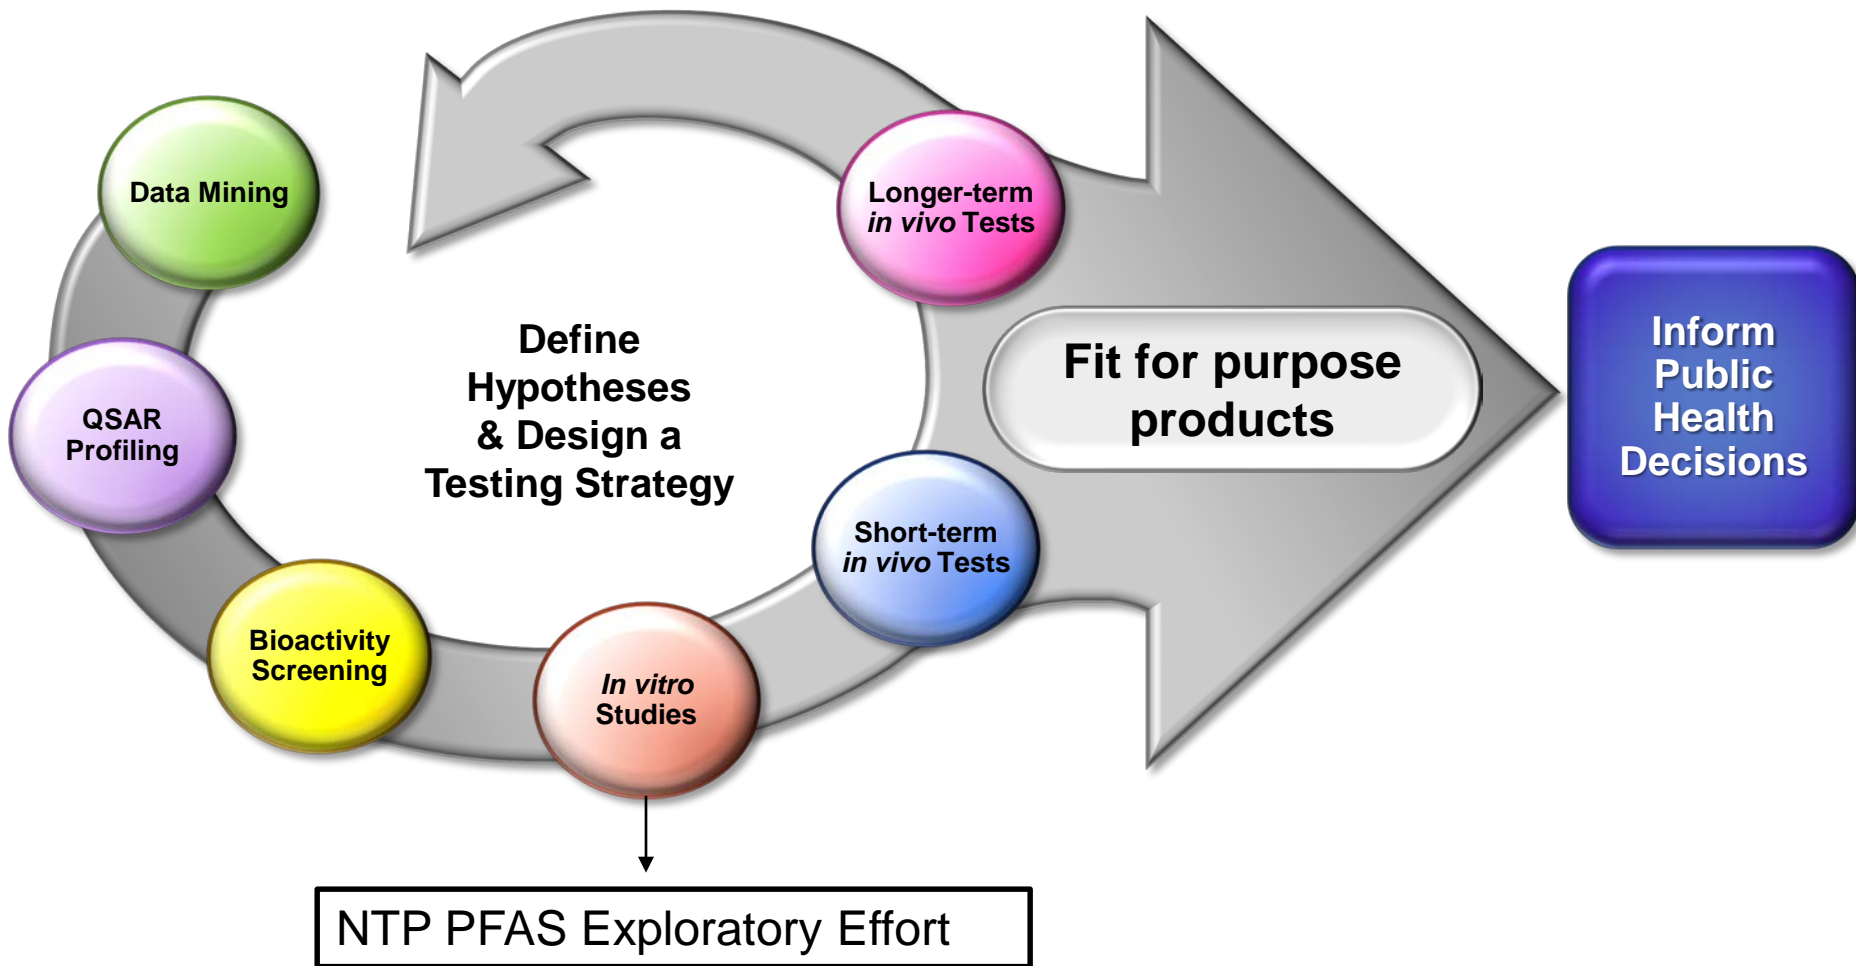 Data Mining
QSAR
Profiling
Bioactivity
Screening
In vitro
Studies
Short-term
in vivo Tests
Longer-term
in vivo Tests
Define
Hypotheses
& Design a
Testing Strategy
Fit for purpose
products
Inform
Public
Health
Decisions
NTP PFAS Exploratory Effort